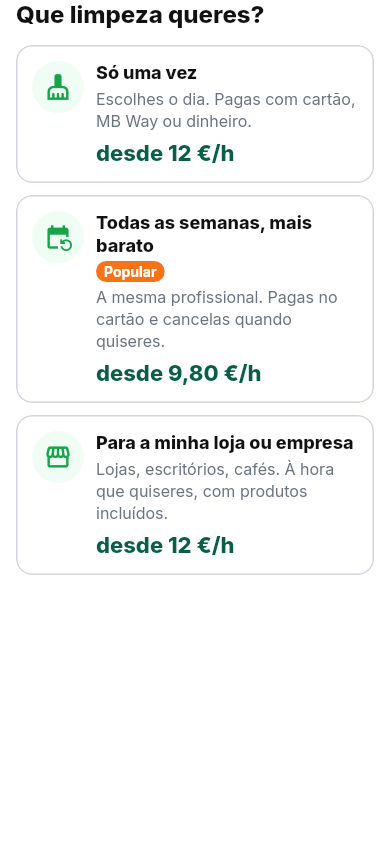 Que limpeza queres?
Só uma vez
Escolhes o dia. Pagas com cartão,
MB Way ou dinheiro.
desde 12 €/h
Todas as semanas, mais
barato
Popular
A mesma profissional. Pagas no
cartão e cancelas quando
quiseres.
desde 9,80 €/h
Para a minha loja ou empresa
Lojas, escritórios, cafés. À hora
que quiseres, com produtos
incluídos.
desde 12 €/h